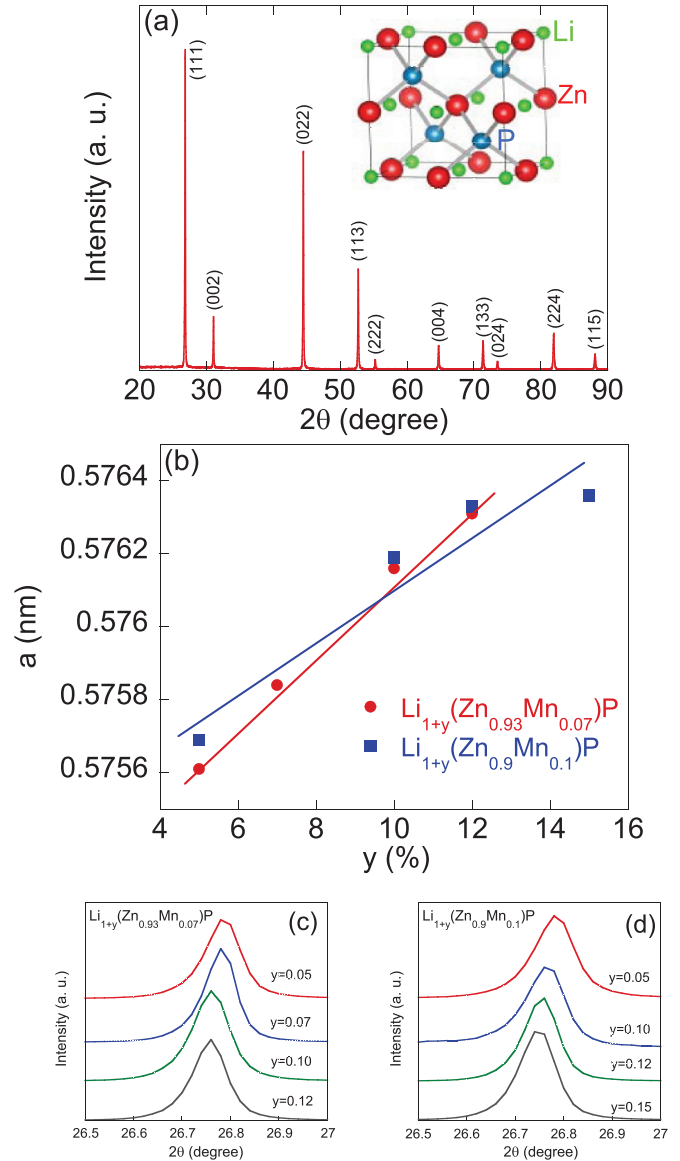 (a)
Li
Zn
P
(111)
(002)
(022)
(113)
(222)
(004)
(133)
(024)
(224)
(115)
Intensity (a. u.)
20 30 40 50 60 70 80 90
2θ (degree)
(b)
0.5764
0.5762
0.576
0.5758
0.5756
a (nm)
Li1+y(Zn0.93Mn0.07)P
Li1+y(Zn0.9Mn0.1)P
4 6 8 10 12 14 16
y (%)
Li1+y(Zn0.93Mn0.07)P
(c)
y=0.05
y=0.07
y=0.10
y=0.12
Intensity (a. u.)
26.5 26.6 26.7 26.8 26.9 27
2θ (degree)
Li1+y(Zn0.9Mn0.1)P
(d)
y=0.05
y=0.10
y=0.12
y=0.15
Intensity (a. u.)
26.5 26.6 26.7 26.8 26.9 27
2θ (degree)